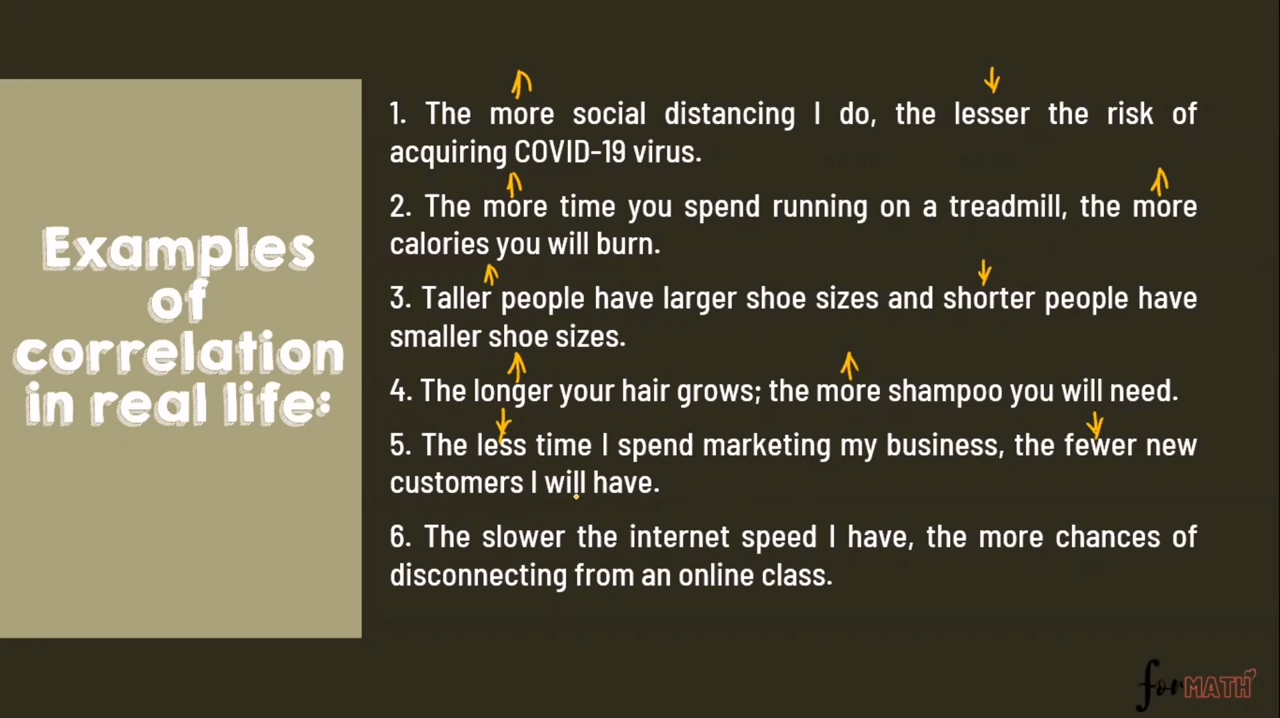 Examples
of
correlation
in real life:
1. The more social distancing I do, the lesser the risk of
acquiring COVID-19 virus.
2. The more time you spend running on a treadmill, the more
calories you will burn.
3. Taller people have larger shoe sizes and shorter people have
smaller shoe sizes.
4. The longer your hair grows; the more shampoo you will need.
5. The less time I spend marketing my business, the fewer new
customers I will have.
6. The slower the internet speed I have, the more chances of
disconnecting from an online class.
forMATH